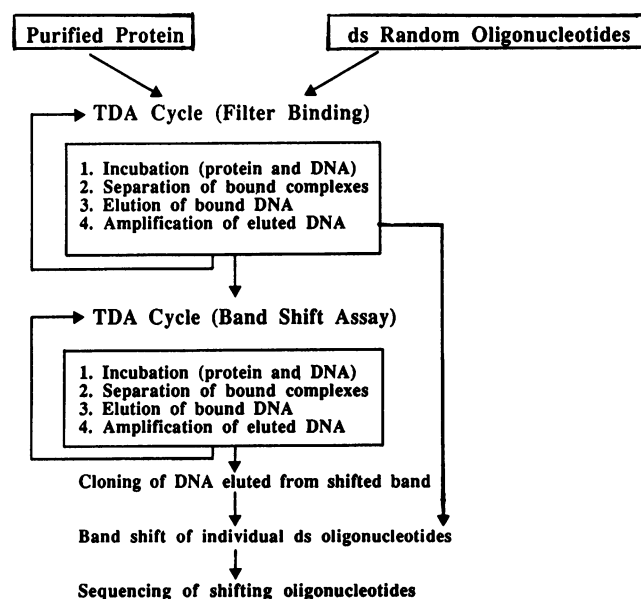 Purified Protein
ds Random Oligonucleotides
TDA Cycle (Filter Binding)
1. Incubation (protein and DNA)
2. Separation of bound complexes
3. Elution of bound DNA
4. Amplification of eluted DNA
TDA Cycle (Band Shift Assay)
1. Incubation (protein and DNA)
2. Separation of bound complexes
3. Elution of bound DNA
4. Amplification of eluted DNA
Cloning of DNA eluted from shifted band
Band shift of individual ds oligonucleotides
Sequencing of shifting oligonucleotides